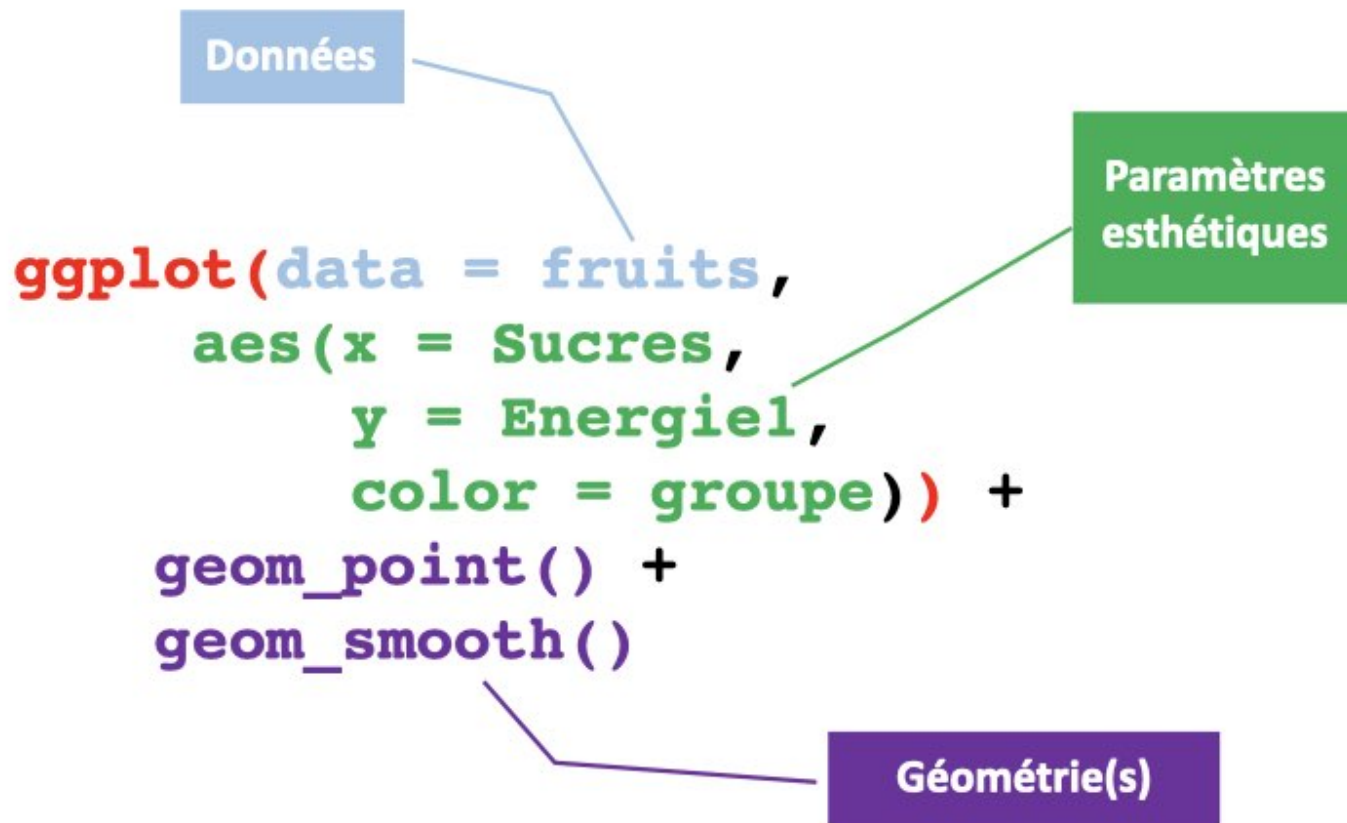 Données
Paramètres
esthétiques
ggplot(data = fruits,
aes(x = Sucres,
y = Energie1,
color = groupe)) +
geom_point() +
geom_smooth()
Géométrie(s)